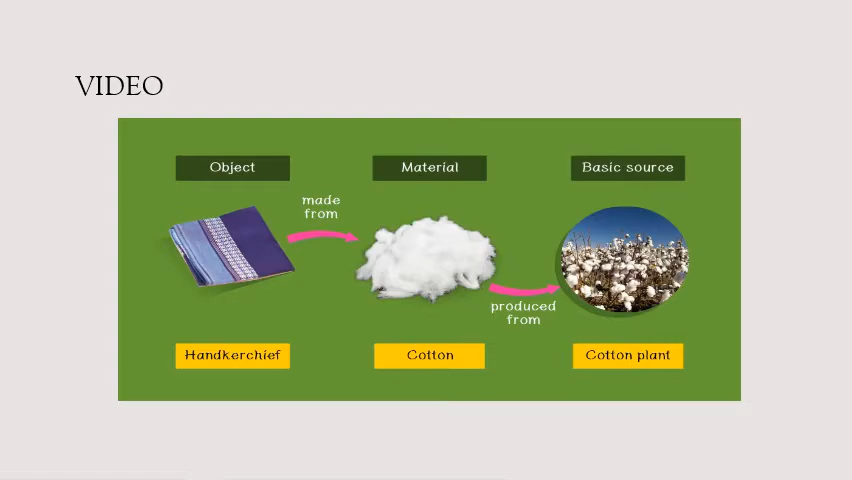 VIDEO
Object
Material
Basic source
made
from
produced
from
Handkerchief
Cotton
Cotton plant